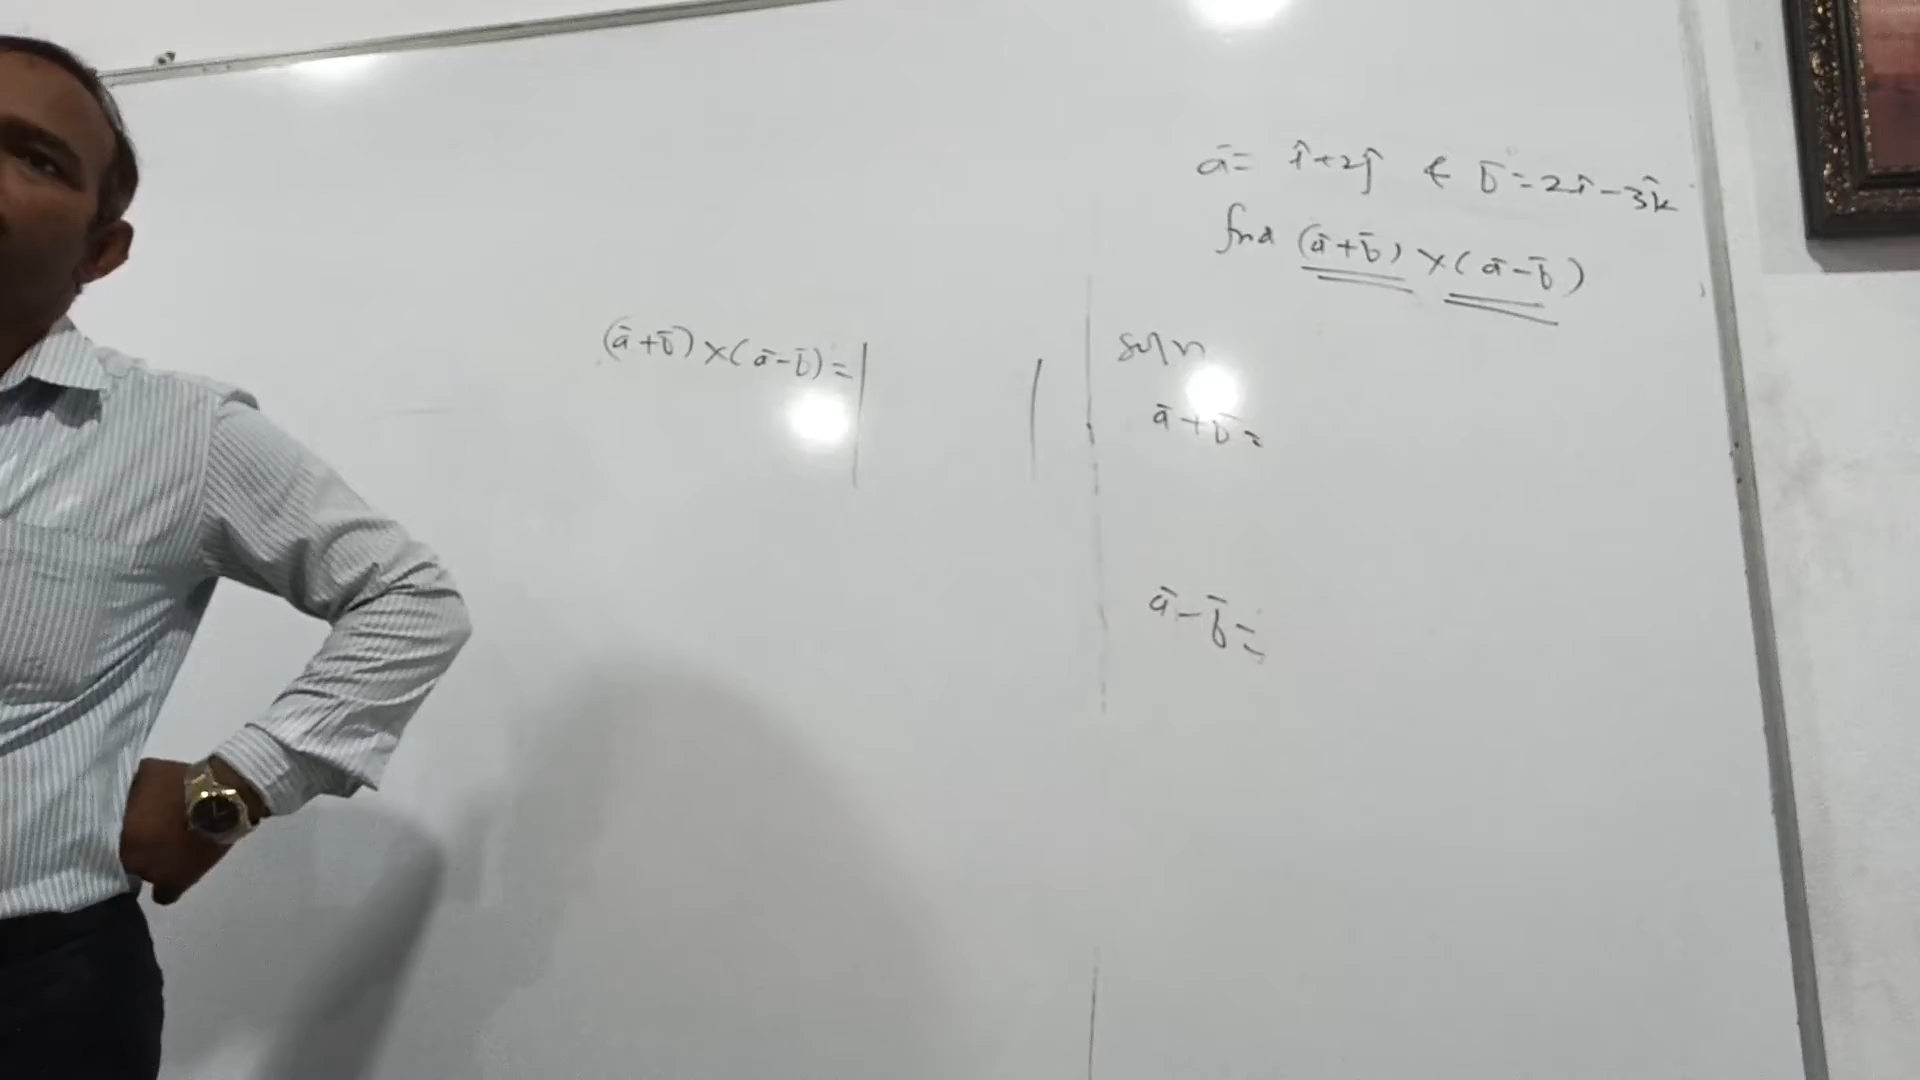 ā = î + 2ĵ & b̄ = 2î - 3k̂
find (ā + b̄) × (ā - b̄)
soln
ā + b̄ =
ā - b̄ =
(ā + b̄) × (ā - b̄) = | |